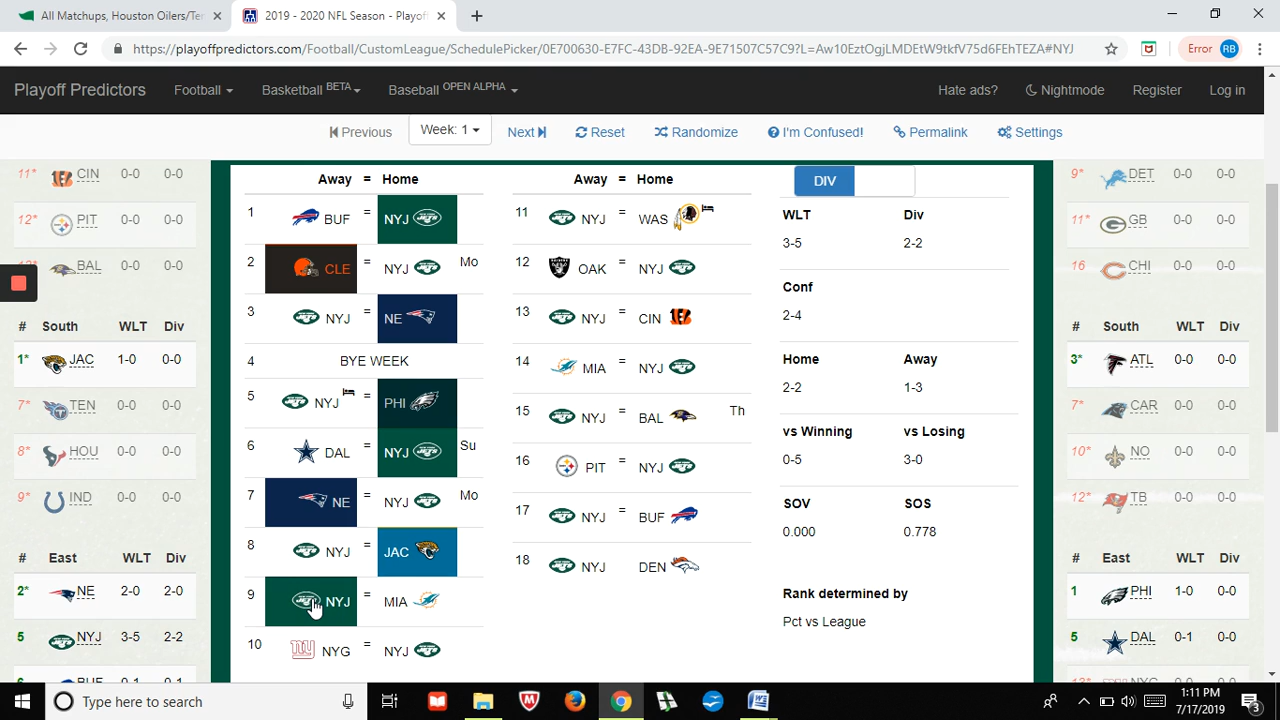 All Matchups, Houston Oilers/Ter
2019 - 2020 NFL Season - Playoff
https://playoffpredictors.com/Football/CustomLeague/SchedulePicker/0E700630-E7FC-43DB-92EA-9E71507C57C9?L=Aw10EztOgjLMDEtW9tkfV75d6FEhTEZA#NYJ
Error RB
Playoff Predictors Football Basketball BETA Baseball OPEN ALPHA Hate ads? Nightmode Register Log in
Previous Week: 1 Next Reset Randomize I'm Confused! Permalink Settings
11* CIN 0-0 0-0
12* PIT 0-0 0-0
BAL 0-0 0-0
# South WLT Div
1* JAC 1-0 0-0
7* TEN 0-0 0-0
8* HOU 0-0 0-0
9* IND 0-0 0-0
# East WLT Div
2* NE 2-0 2-0
5 NYJ 3-5 2-2
Away = Home
1 BUF = NYJ
2 CLE = NYJ Mo
3 NYJ = NE
4 BYE WEEK
5 NYJ = PHI
6 DAL = NYJ Su
7 NE = NYJ Mo
8 NYJ = JAC
9 NYJ = MIA
10 NYG = NYJ
Away = Home
11 NYJ = WAS
12 OAK = NYJ
13 NYJ = CIN
14 MIA = NYJ
15 NYJ = BAL Th
16 PIT = NYJ
17 NYJ = BUF
18 NYJ DEN
DIV
WLT Div
3-5 2-2
Conf
2-4
Home Away
2-2 1-3
vs Winning vs Losing
0-5 3-0
SOV SOS
0.000 0.778
Rank determined by
Pct vs League
9* DET 0-0 0-0
11* GB 0-0 0-0
16 CHI 0-0 0-0
# South WLT Div
3* ATL 0-0 0-0
7* CAR 0-0 0-0
10* NO 0-0 0-0
12* TB 0-0 0-0
# East WLT Div
1 PHI 1-0 0-0
5 DAL 0-1 0-0
Type here to search
1:11 PM
7/17/2019
3